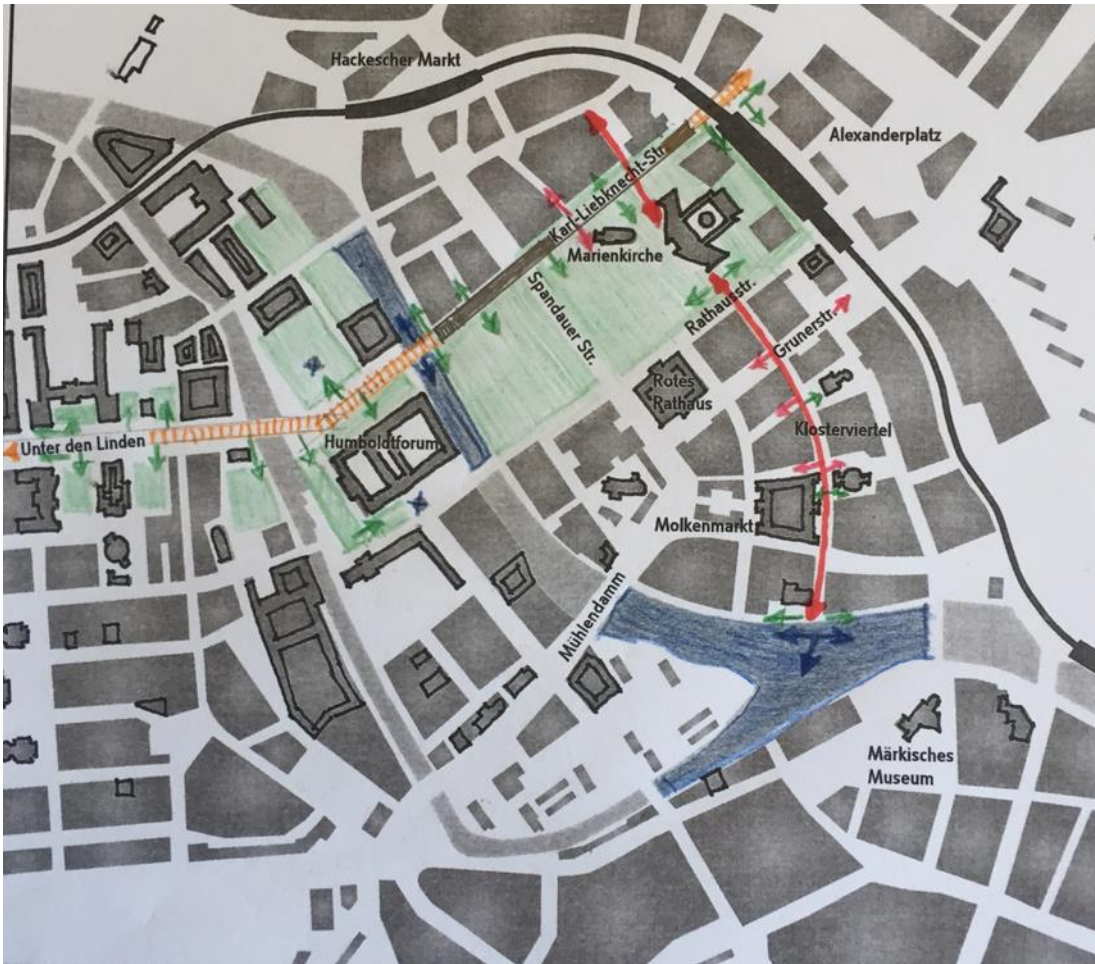 Hackescher Markt
Alexanderplatz
Karl-Liebknecht-Str.
Marienkirche
Spandauer Str.
Rathausstr.
Grunerstr.
Rotes
Rathaus
Unter den Linden
Humboldtforum
Klosterviertel
Molkenmarkt
Mühlendamm
Märkisches
Museum